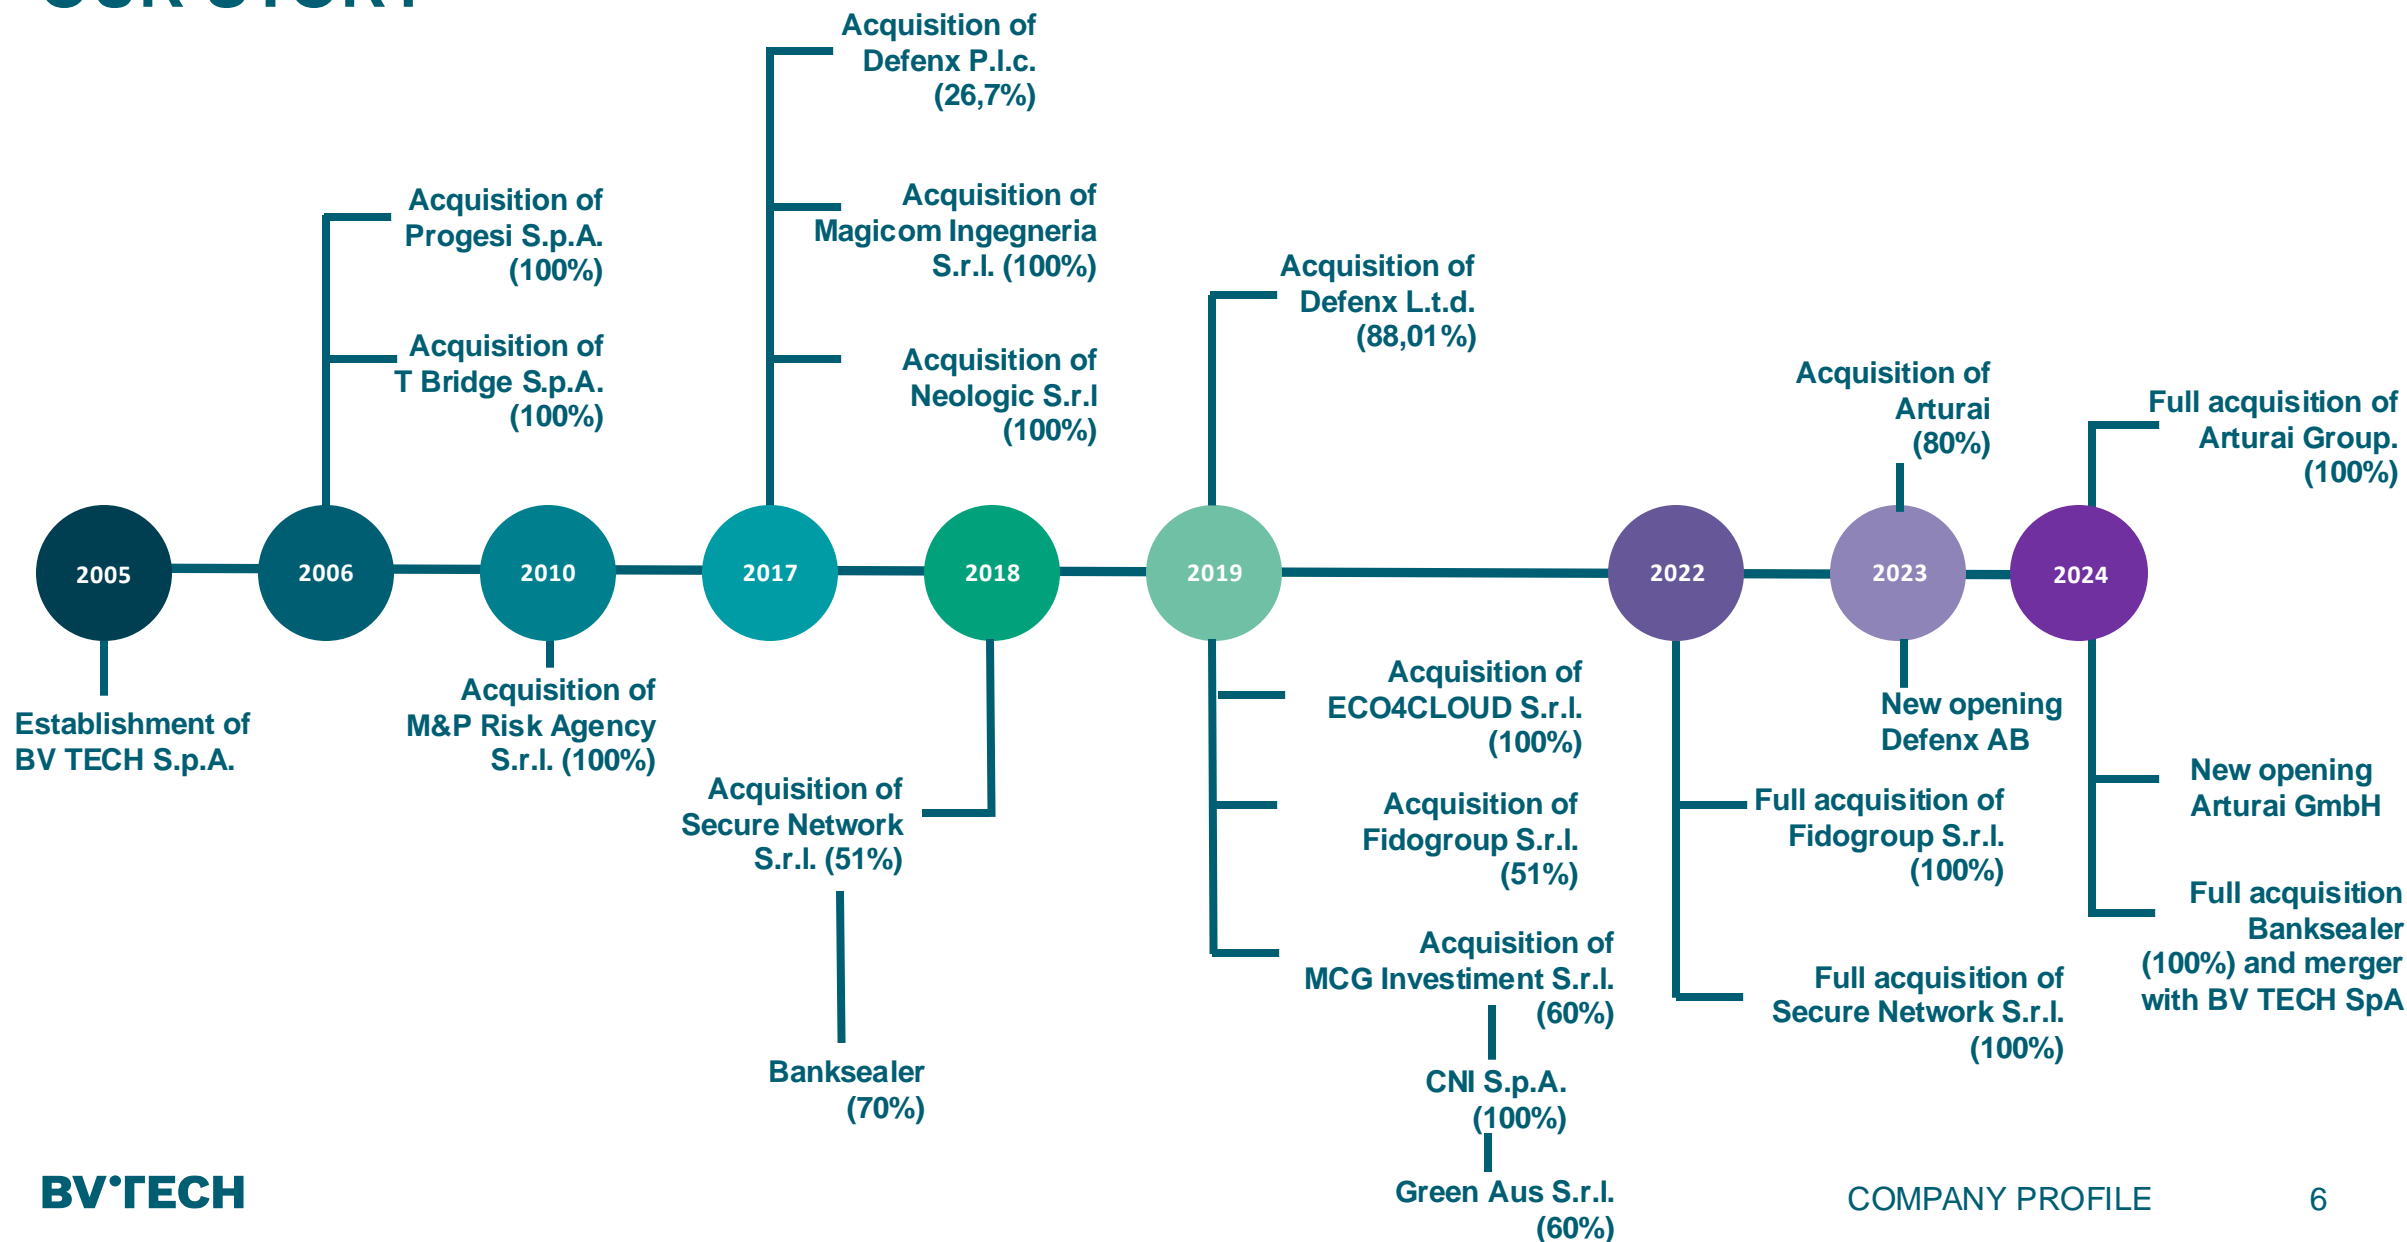 OUR STORY
Acquisition of
Defenx P.l.c.
(26,7%)
Acquisition of
Progesi S.p.A.
(100%)
Acquisition of
Magicom Ingegneria
S.r.l. (100%)
Acquisition of
Defenx L.t.d.
(88,01%)
Acquisition of
T Bridge S.p.A.
(100%)
Acquisition of
Neologic S.r.l
(100%)
Acquisition of
Arturai
(80%)
Full acquisition of
Arturai Group.
(100%)
2005
2006
2010
2017
2018
2019
2022
2023
2024
Establishment of
BV TECH S.p.A.
Acquisition of
M&P Risk Agency
S.r.l. (100%)
Acquisition of
Secure Network
S.r.l. (51%)
Banksealer
(70%)
Acquisition of
ECO4CLOUD S.r.l.
(100%)
Acquisition of
Fidogroup S.r.l.
(51%)
Acquisition of
MCG Investiment S.r.l.
(60%)
CNI S.p.A.
(100%)
Green Aus S.r.l.
(60%)
Full acquisition of
Fidogroup S.r.l.
(100%)
Full acquisition of
Secure Network S.r.l.
(100%)
New opening
Defenx AB
New opening
Arturai GmbH
Full acquisition
Banksealer
(100%) and merger
with BV TECH SpA
BV TECH
COMPANY PROFILE 6